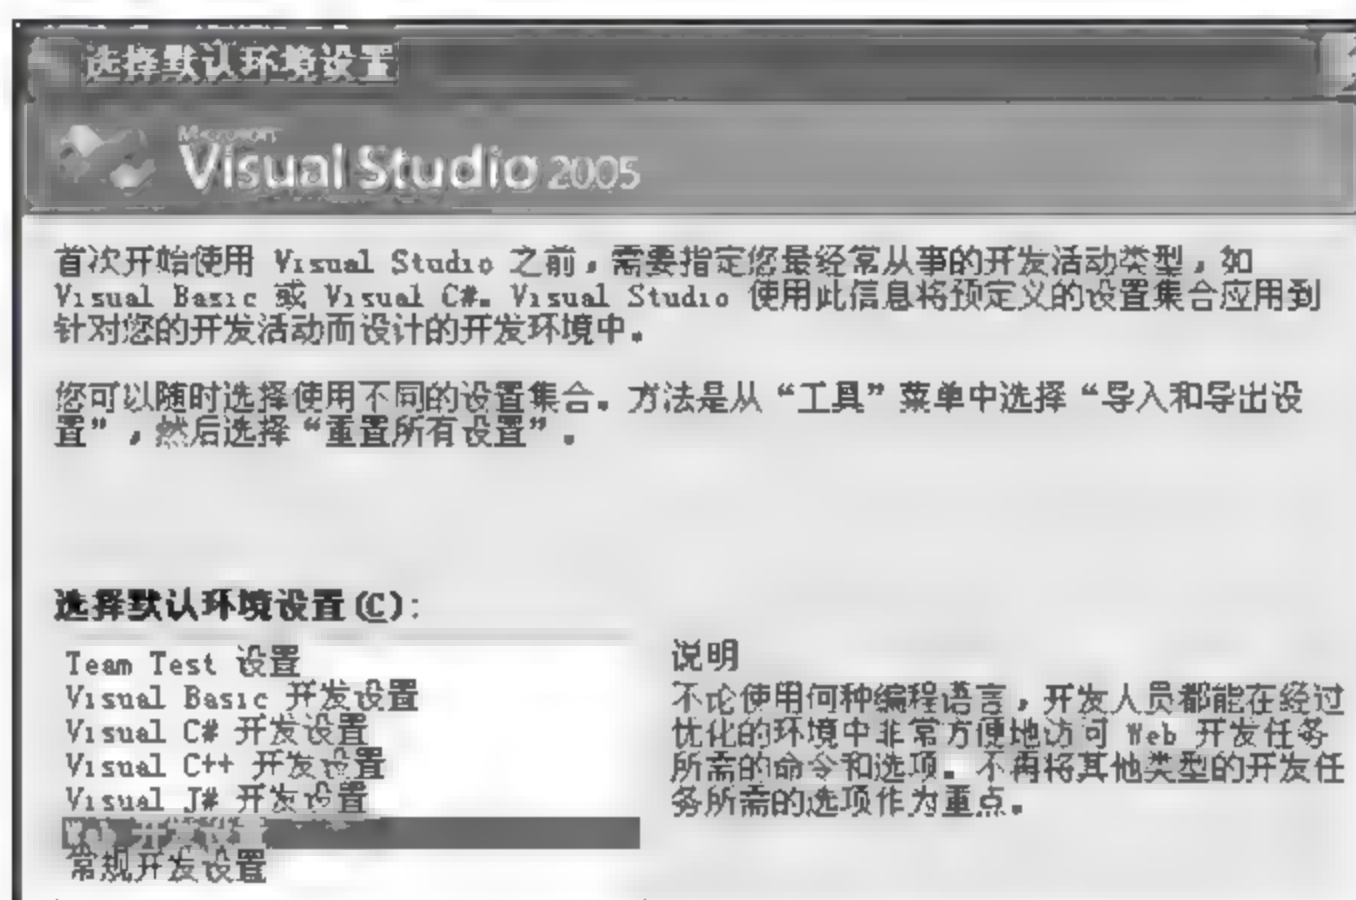 选择默认环境设置
Microsoft
Visual Studio 2005
首次开始使用 Visual Studio 之前，需要指定您最经常从事的开发活动类型，如
Visual Basic 或 Visual C#。Visual Studio 使用此信息将预定义的设置集合应用到
针对您的开发活动而设计的开发环境中。
您可以随时选择使用不同的设置集合。方法是从“工具”菜单中选择“导入和导出设
置”，然后选择“重置所有设置”。
选择默认环境设置(C):
Team Test 设置
Visual Basic 开发设置
Visual C# 开发设置
Visual C++ 开发设置
Visual J# 开发设置
Web 开发设置
常规开发设置
说明
不论使用何种编程语言，开发人员都能在经过
优化的环境中非常方便地访问 Web 开发任务
所需的命令和选项。不再将其他类型的开发任
务所需的选项作为重点。